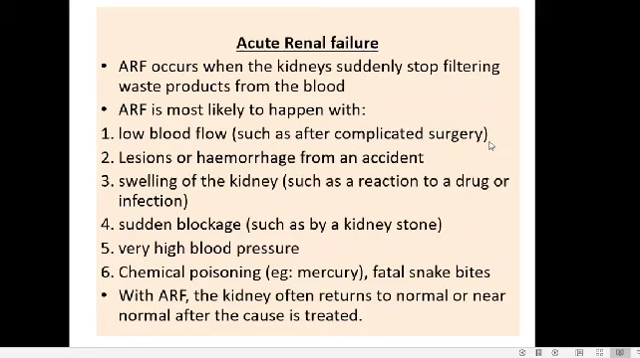 Acute Renal failure
• ARF occurs when the kidneys suddenly stop filtering
waste products from the blood
• ARF is most likely to happen with:
1. low blood flow (such as after complicated surgery)
2. Lesions or haemorrhage from an accident
3. swelling of the kidney (such as a reaction to a drug or
infection)
4. sudden blockage (such as by a kidney stone)
5. very high blood pressure
6. Chemical poisoning (eg: mercury), fatal snake bites
• With ARF, the kidney often returns to normal or near
normal after the cause is treated.